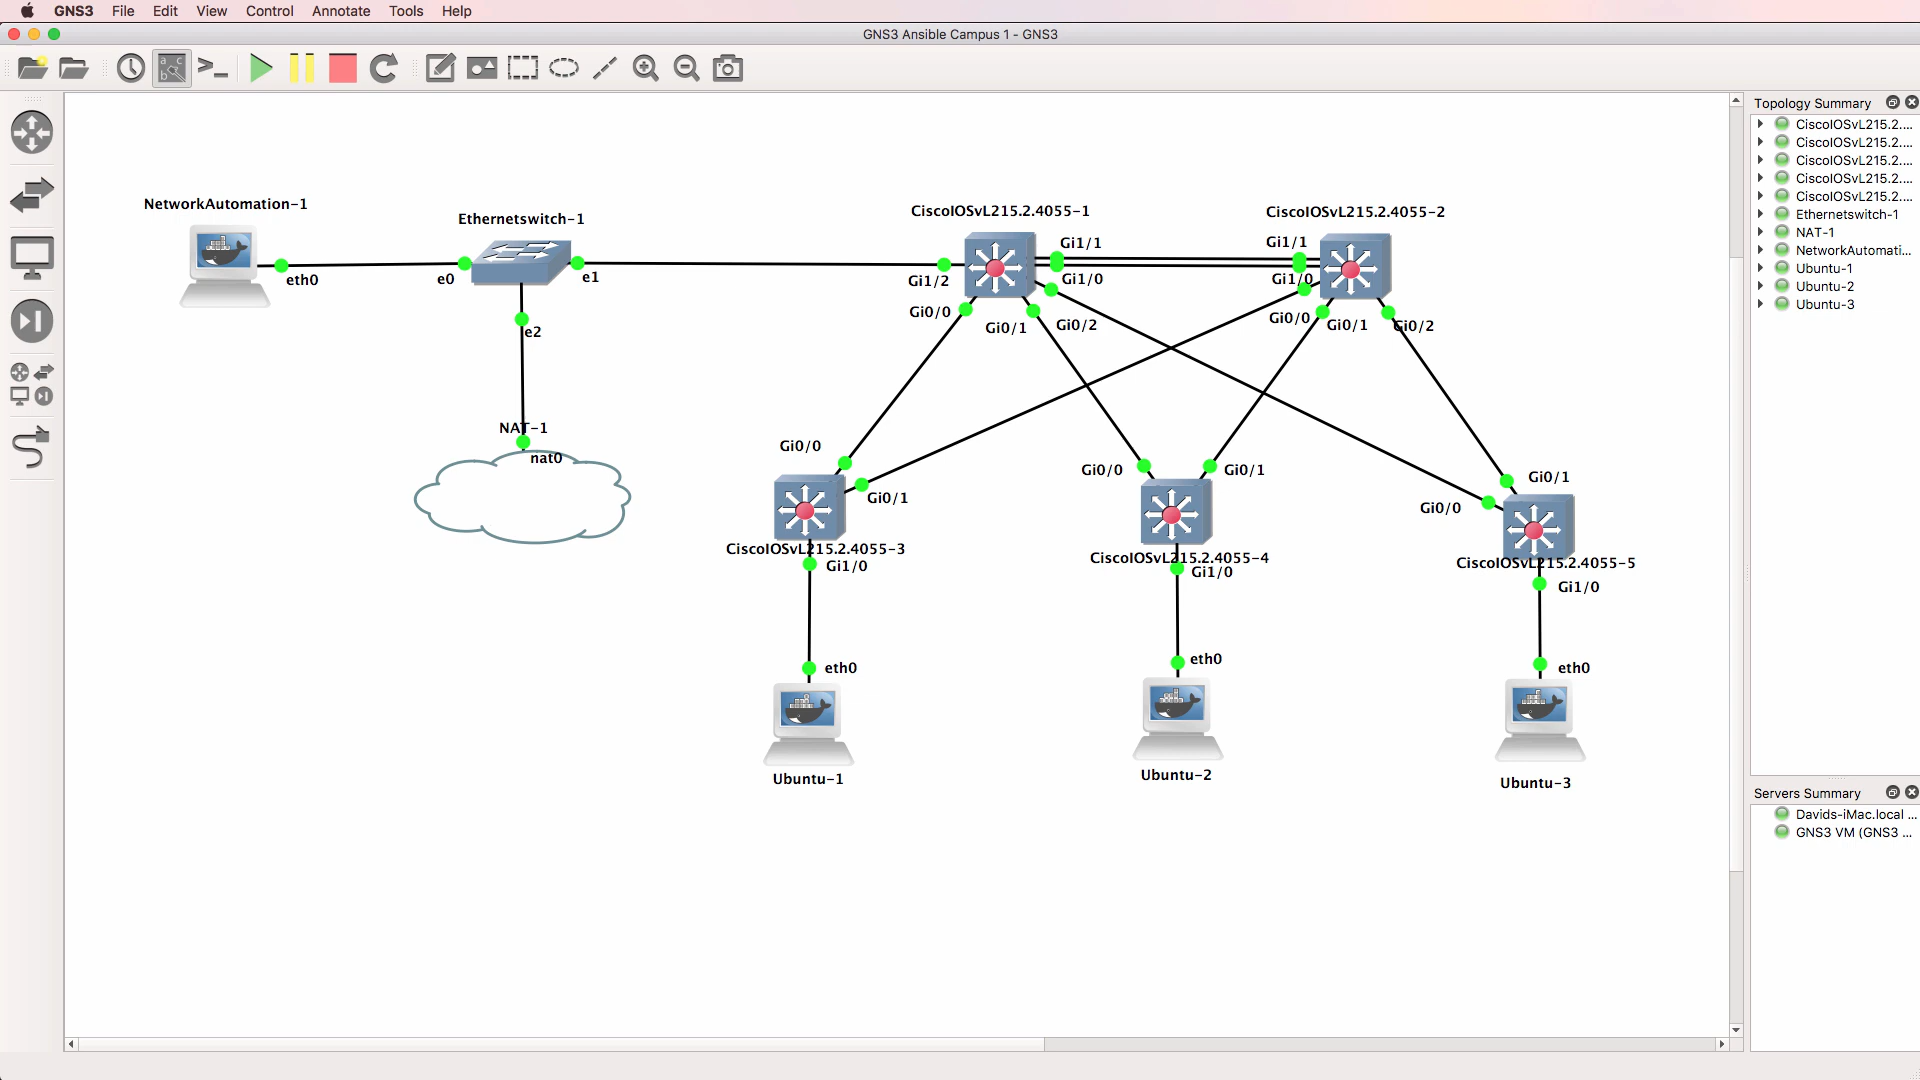 GNS3 File Edit View Control Annotate Tools Help
GNS3 Ansible Campus 1 - GNS3
Topology Summary
CiscoIOSvL215.2....
CiscoIOSvL215.2....
CiscoIOSvL215.2....
CiscoIOSvL215.2....
CiscoIOSvL215.2....
Ethernetswitch-1
NAT-1
NetworkAutomati...
Ubuntu-1
Ubuntu-2
Ubuntu-3
NetworkAutomation-1
Ethernetswitch-1
CiscoIOSvL215.2.4055-1
CiscoIOSvL215.2.4055-2
eth0
e0
e1
e2
NAT-1
nat0
Gi1/1
Gi1/1
Gi1/2
Gi1/0
Gi1/0
Gi0/0
Gi0/1
Gi0/2
Gi0/0
Gi0/1
Gi0/2
Gi0/0
Gi0/1
Gi0/0
Gi0/1
Gi0/0
Gi0/1
CiscoIOSvL215.2.4055-3
CiscoIOSvL215.2.4055-4
CiscoIOSvL215.2.4055-5
Gi1/0
Gi1/0
Gi1/0
eth0
eth0
eth0
Ubuntu-1
Ubuntu-2
Ubuntu-3
Servers Summary
Davids-iMac.local ...
GNS3 VM (GNS3 ...